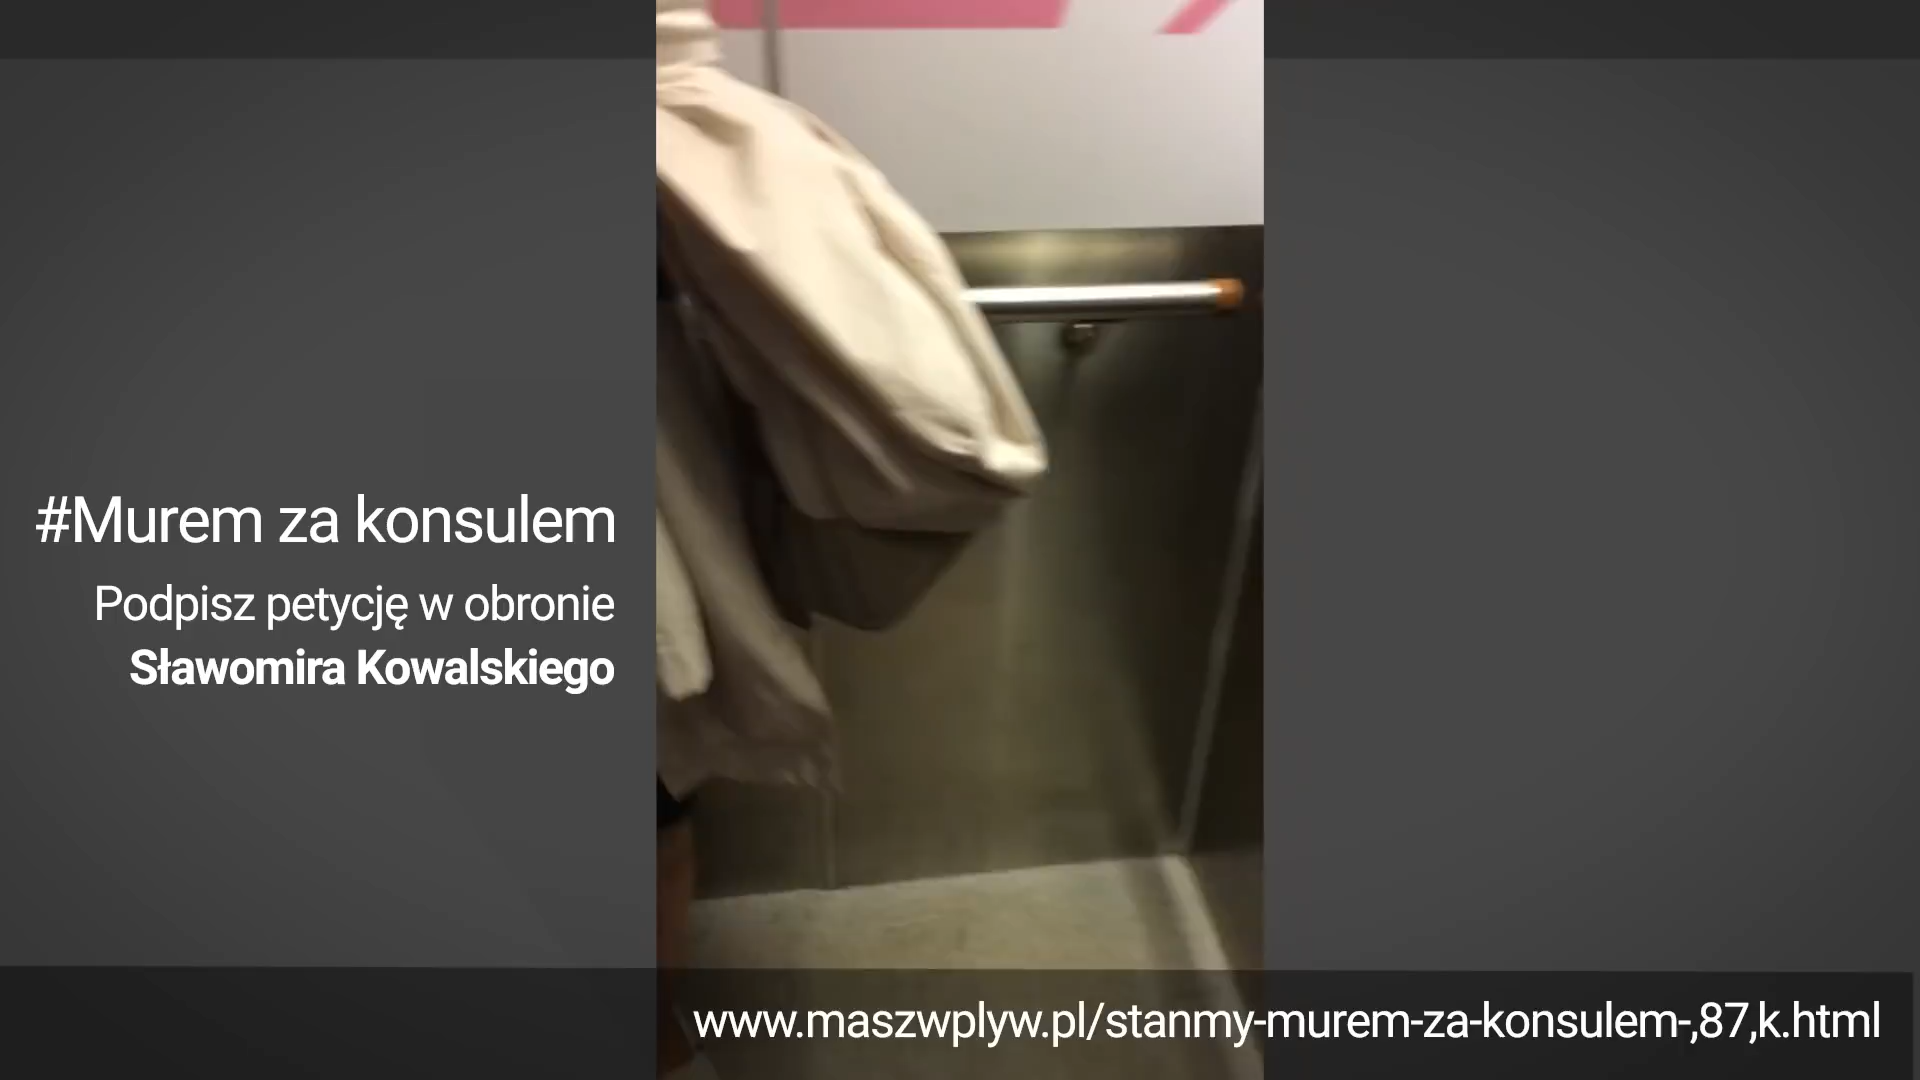 #Murem za konsulem
Podpisz petycję w obronie
Sławomira Kowalskiego
www.maszwplyw.pl/stanmy-murem-za-konsulem-,87,k.html